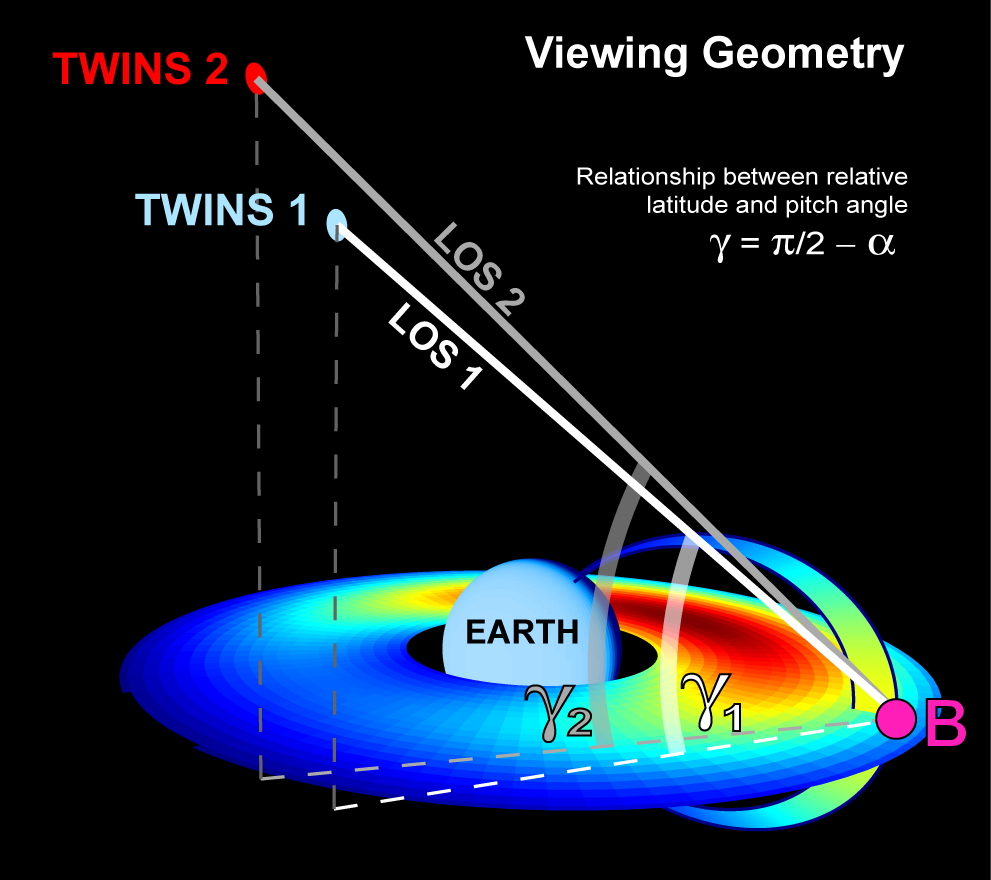 Viewing Geometry
TWINS 2
TWINS 1
Relationship between relative
latitude and pitch angle
γ = π/2 – α
LOS 2
LOS 1
EARTH
γ2
γ1
B